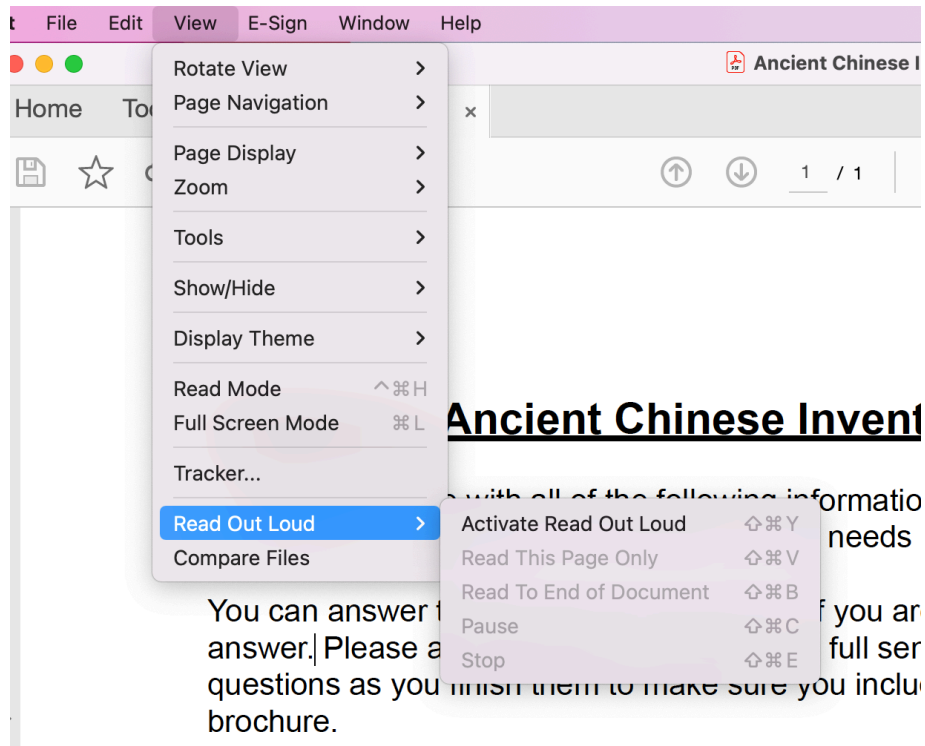 File Edit View E-Sign Window Help
Rotate View
Ancient Chinese
Page Navigation
Home
Page Display
1 / 1
Zoom
Tools
Show/Hide
Display Theme
Read Mode ^⌘H
Full Screen Mode ⌘L
Ancient Chinese Invent
Tracker...
with all of the following informatio
Read Out Loud
Activate Read Out Loud ⇧⌘Y
needs
Compare Files
Read This Page Only ⇧⌘V
Read To End of Document ⇧⌘B
You can answer
f you ar
Pause ⇧⌘C
answer. Please a
full sen
Stop ⇧⌘E
questions as you finish them to make sure you inclu
brochure.